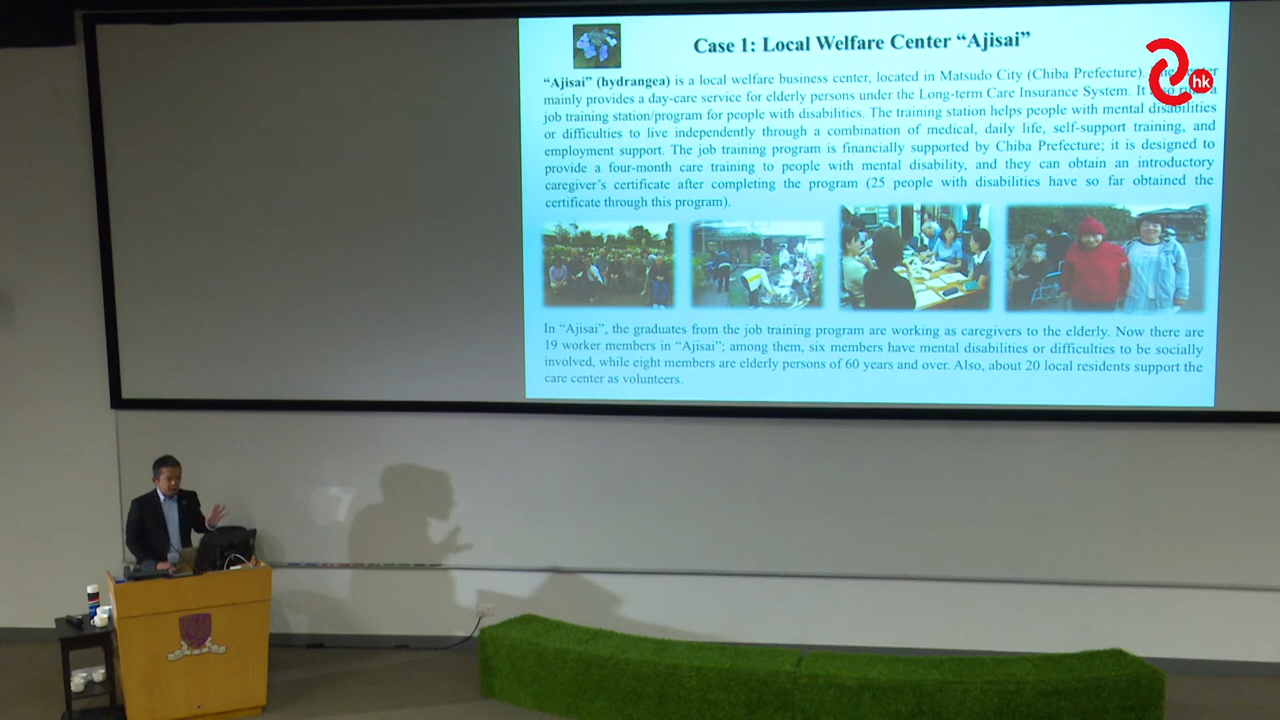 Case 1: Local Welfare Center “Ajisai”
hk
“Ajisai” (hydrangea) is a local welfare business center, located in Matsudo City (Chiba Prefecture).
mainly provides a day-care service for elderly persons under the Long-term Care Insurance System. It
job training station/program for people with disabilities. The training station helps people with mental disabilities
or difficulties to live independently through a combination of medical, daily life, self-support training, and
employment support. The job training program is financially supported by Chiba Prefecture; it is designed to
provide a four-month care training to people with mental disability, and they can obtain an introductory
caregiver’s certificate after completing the program (25 people with disabilities have so far obtained the
certificate through this program).
In “Ajisai”, the graduates from the job training program are working as caregivers to the elderly. Now there are
19 worker members in “Ajisai”; among them, six members have mental disabilities or difficulties to be socially
involved, while eight members are elderly persons of 60 years and over. Also, about 20 local residents support the
care center as volunteers.